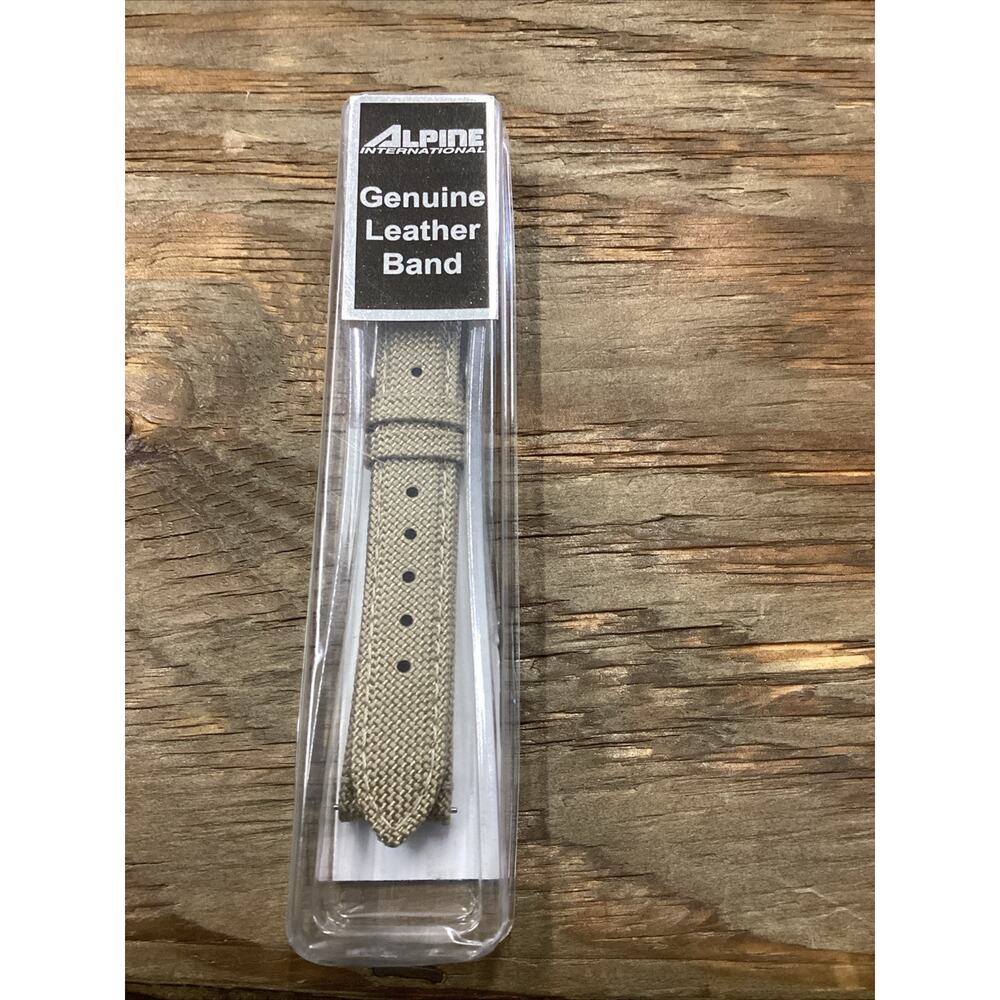 ALPINE
INTERNATIONAL
Genuine
Leather
Band